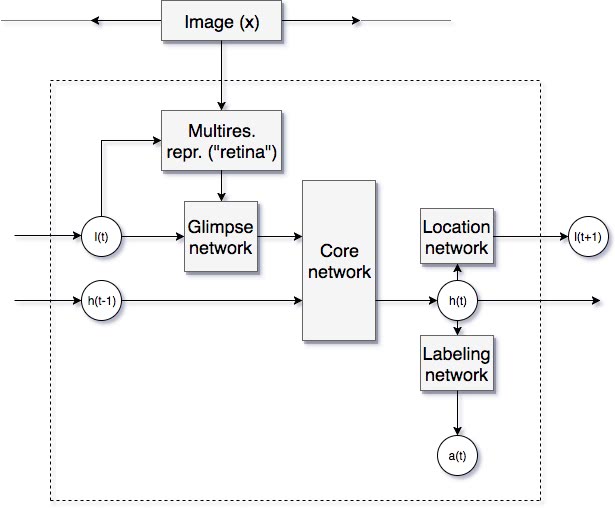 Image (x)
Multires.
repr. ("retina")
l(t)
Glimpse
network
Core
network
Location
network
l(t+1)
h(t-1)
h(t)
Labeling
network
a(t)